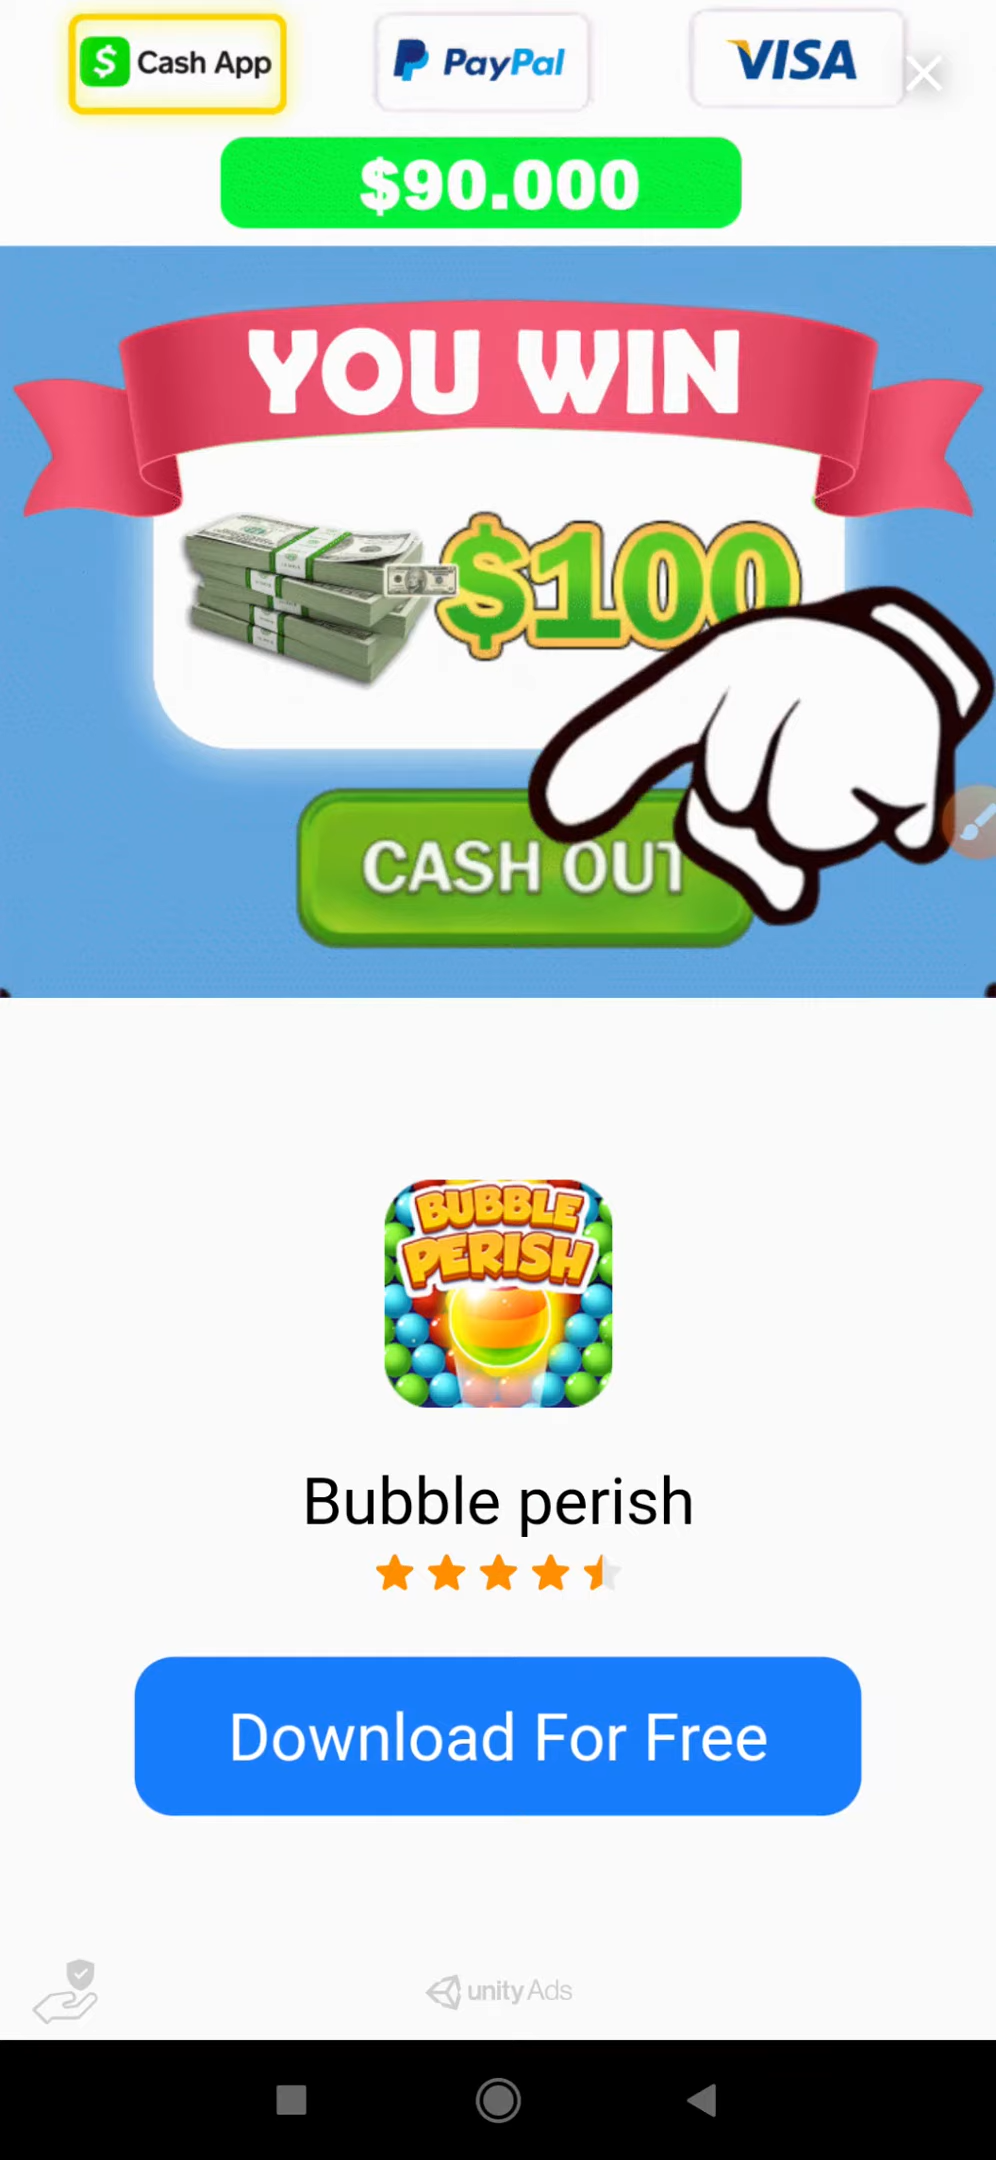 Cash App
PayPal
VISA
$90.000
YOU WIN
$100
CASH OUT
BUBBLE
PERISH
Bubble perish
Download For Free
unity Ads